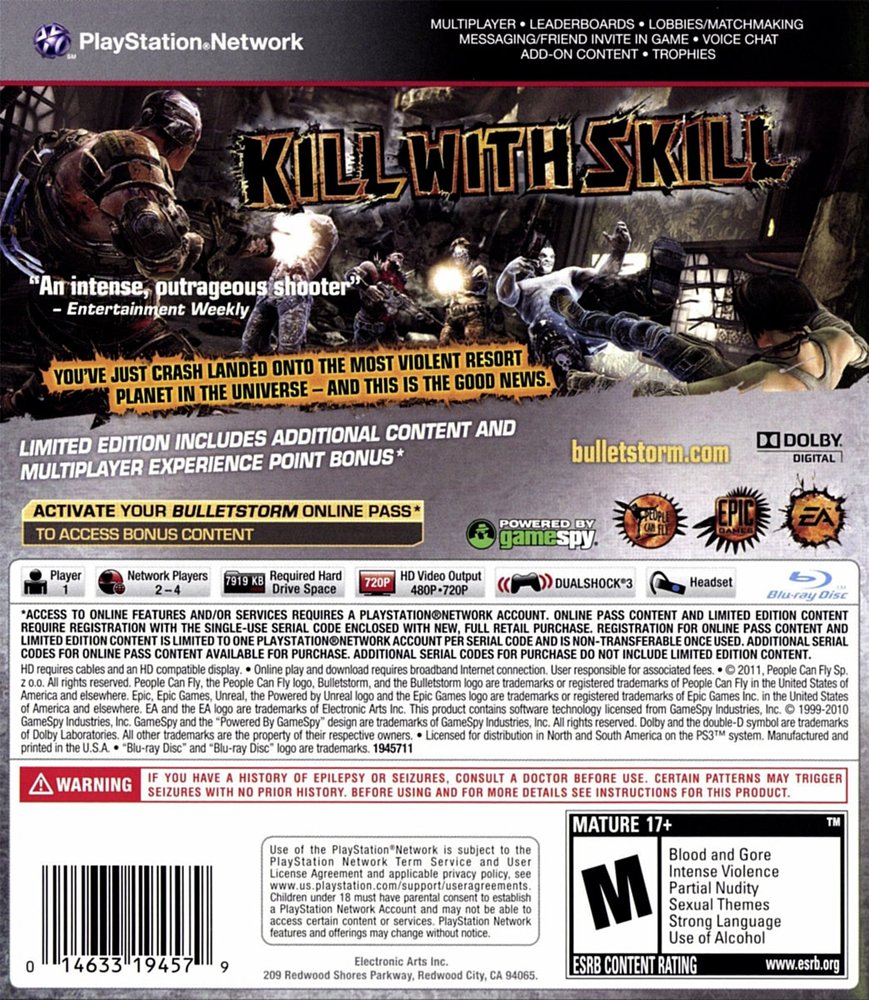 PlayStation®Network
SM
MULTIPLAYER • LEADERBOARDS • LOBBIES/MATCHMAKING
MESSAGING/FRIEND INVITE IN GAME • VOICE CHAT
ADD-ON CONTENT • TROPHIES
KILL WITH SKILL
"An intense, outrageous shooter"
– Entertainment Weekly
YOU'VE JUST CRASH LANDED ONTO THE MOST VIOLENT RESORT
PLANET IN THE UNIVERSE – AND THIS IS THE GOOD NEWS.
LIMITED EDITION INCLUDES ADDITIONAL CONTENT AND
MULTIPLAYER EXPERIENCE POINT BONUS*
bulletstorm.com
DOLBY
DIGITAL
ACTIVATE YOUR BULLETSTORM ONLINE PASS*
TO ACCESS BONUS CONTENT
POWERED BY
gamespy.
PEOPLE
CAN FLY
EPIC
GAMES
EA
Player
1
Network Players
2–4
7919 KB
Required Hard
Drive Space
720P
HD Video Output
480P•720P
DUALSHOCK®3
Headset
Blu-ray Disc
TM
*ACCESS TO ONLINE FEATURES AND/OR SERVICES REQUIRES A PLAYSTATION®NETWORK ACCOUNT. ONLINE PASS CONTENT AND LIMITED EDITION CONTENT
REQUIRE REGISTRATION WITH THE SINGLE-USE SERIAL CODE ENCLOSED WITH NEW, FULL RETAIL PURCHASE. REGISTRATION FOR ONLINE PASS CONTENT AND
LIMITED EDITION CONTENT IS LIMITED TO ONE PLAYSTATION®NETWORK ACCOUNT PER SERIAL CODE AND IS NON-TRANSFERABLE ONCE USED. ADDITIONAL SERIAL
CODES FOR ONLINE PASS CONTENT AVAILABLE FOR PURCHASE. ADDITIONAL SERIAL CODES FOR PURCHASE DO NOT INCLUDE LIMITED EDITION CONTENT.
HD requires cables and an HD compatible display. • Online play and download requires broadband Internet connection. User responsible for associated fees. • © 2011, People Can Fly Sp.
z o.o. All rights reserved. People Can Fly, the People Can Fly logo, Bulletstorm, and the Bulletstorm logo are trademarks or registered trademarks of People Can Fly in the United States of
America and elsewhere. Epic, Epic Games, Unreal, the Powered by Unreal logo and the Epic Games logo are trademarks or registered trademarks of Epic Games Inc. in the United States
of America and elsewhere. EA and the EA logo are trademarks of Electronic Arts Inc. This product contains software technology licensed from GameSpy Industries, Inc. © 1999-2010
GameSpy Industries, Inc. GameSpy and the "Powered By GameSpy" design are trademarks of GameSpy Industries, Inc. All rights reserved. Dolby and the double-D symbol are trademarks
of Dolby Laboratories. All other trademarks are the property of their respective owners. • Licensed for distribution in North and South America on the PS3™ system. Manufactured and
printed in the U.S.A. • "Blu-ray Disc" and "Blu-ray Disc" logo are trademarks. 1945711
WARNING
IF YOU HAVE A HISTORY OF EPILEPSY OR SEIZURES, CONSULT A DOCTOR BEFORE USE. CERTAIN PATTERNS MAY TRIGGER
SEIZURES WITH NO PRIOR HISTORY. BEFORE USING AND FOR MORE DETAILS SEE INSTRUCTIONS FOR THIS PRODUCT.
0 14633 19457 9
Use of the PlayStation®Network is subject to the
PlayStation Network Term Service and User
License Agreement and applicable privacy policy, see
www.us.playstation.com/support/useragreements.
Children under 18 must have parental consent to establish
a PlayStation Network Account and may not be able to
access certain content or services. PlayStation Network
features and offerings may change without notice.
Electronic Arts Inc.
209 Redwood Shores Parkway, Redwood City, CA 94065.
MATURE 17+
TM
M
Blood and Gore
Intense Violence
Partial Nudity
Sexual Themes
Strong Language
Use of Alcohol
ESRB CONTENT RATING
www.esrb.org